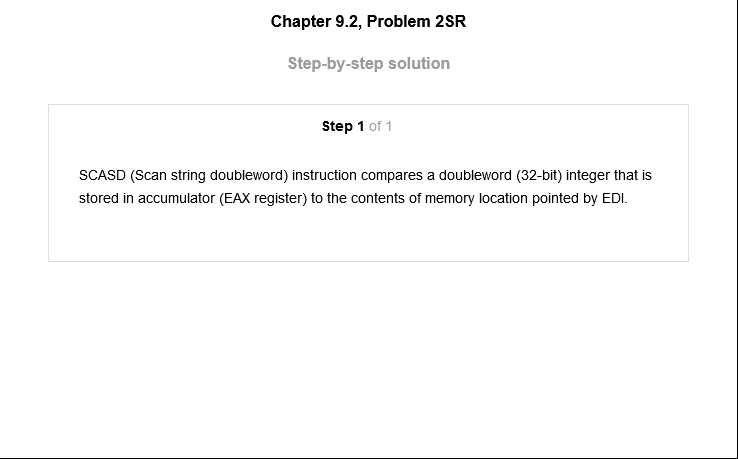 Chapter 9.2, Problem 2SR
Step-by-step solution
Step 1 of 1
SCASD (Scan string doubleword) instruction compares a doubleword (32-bit) integer that is
stored in accumulator (EAX register) to the contents of memory location pointed by EDI.